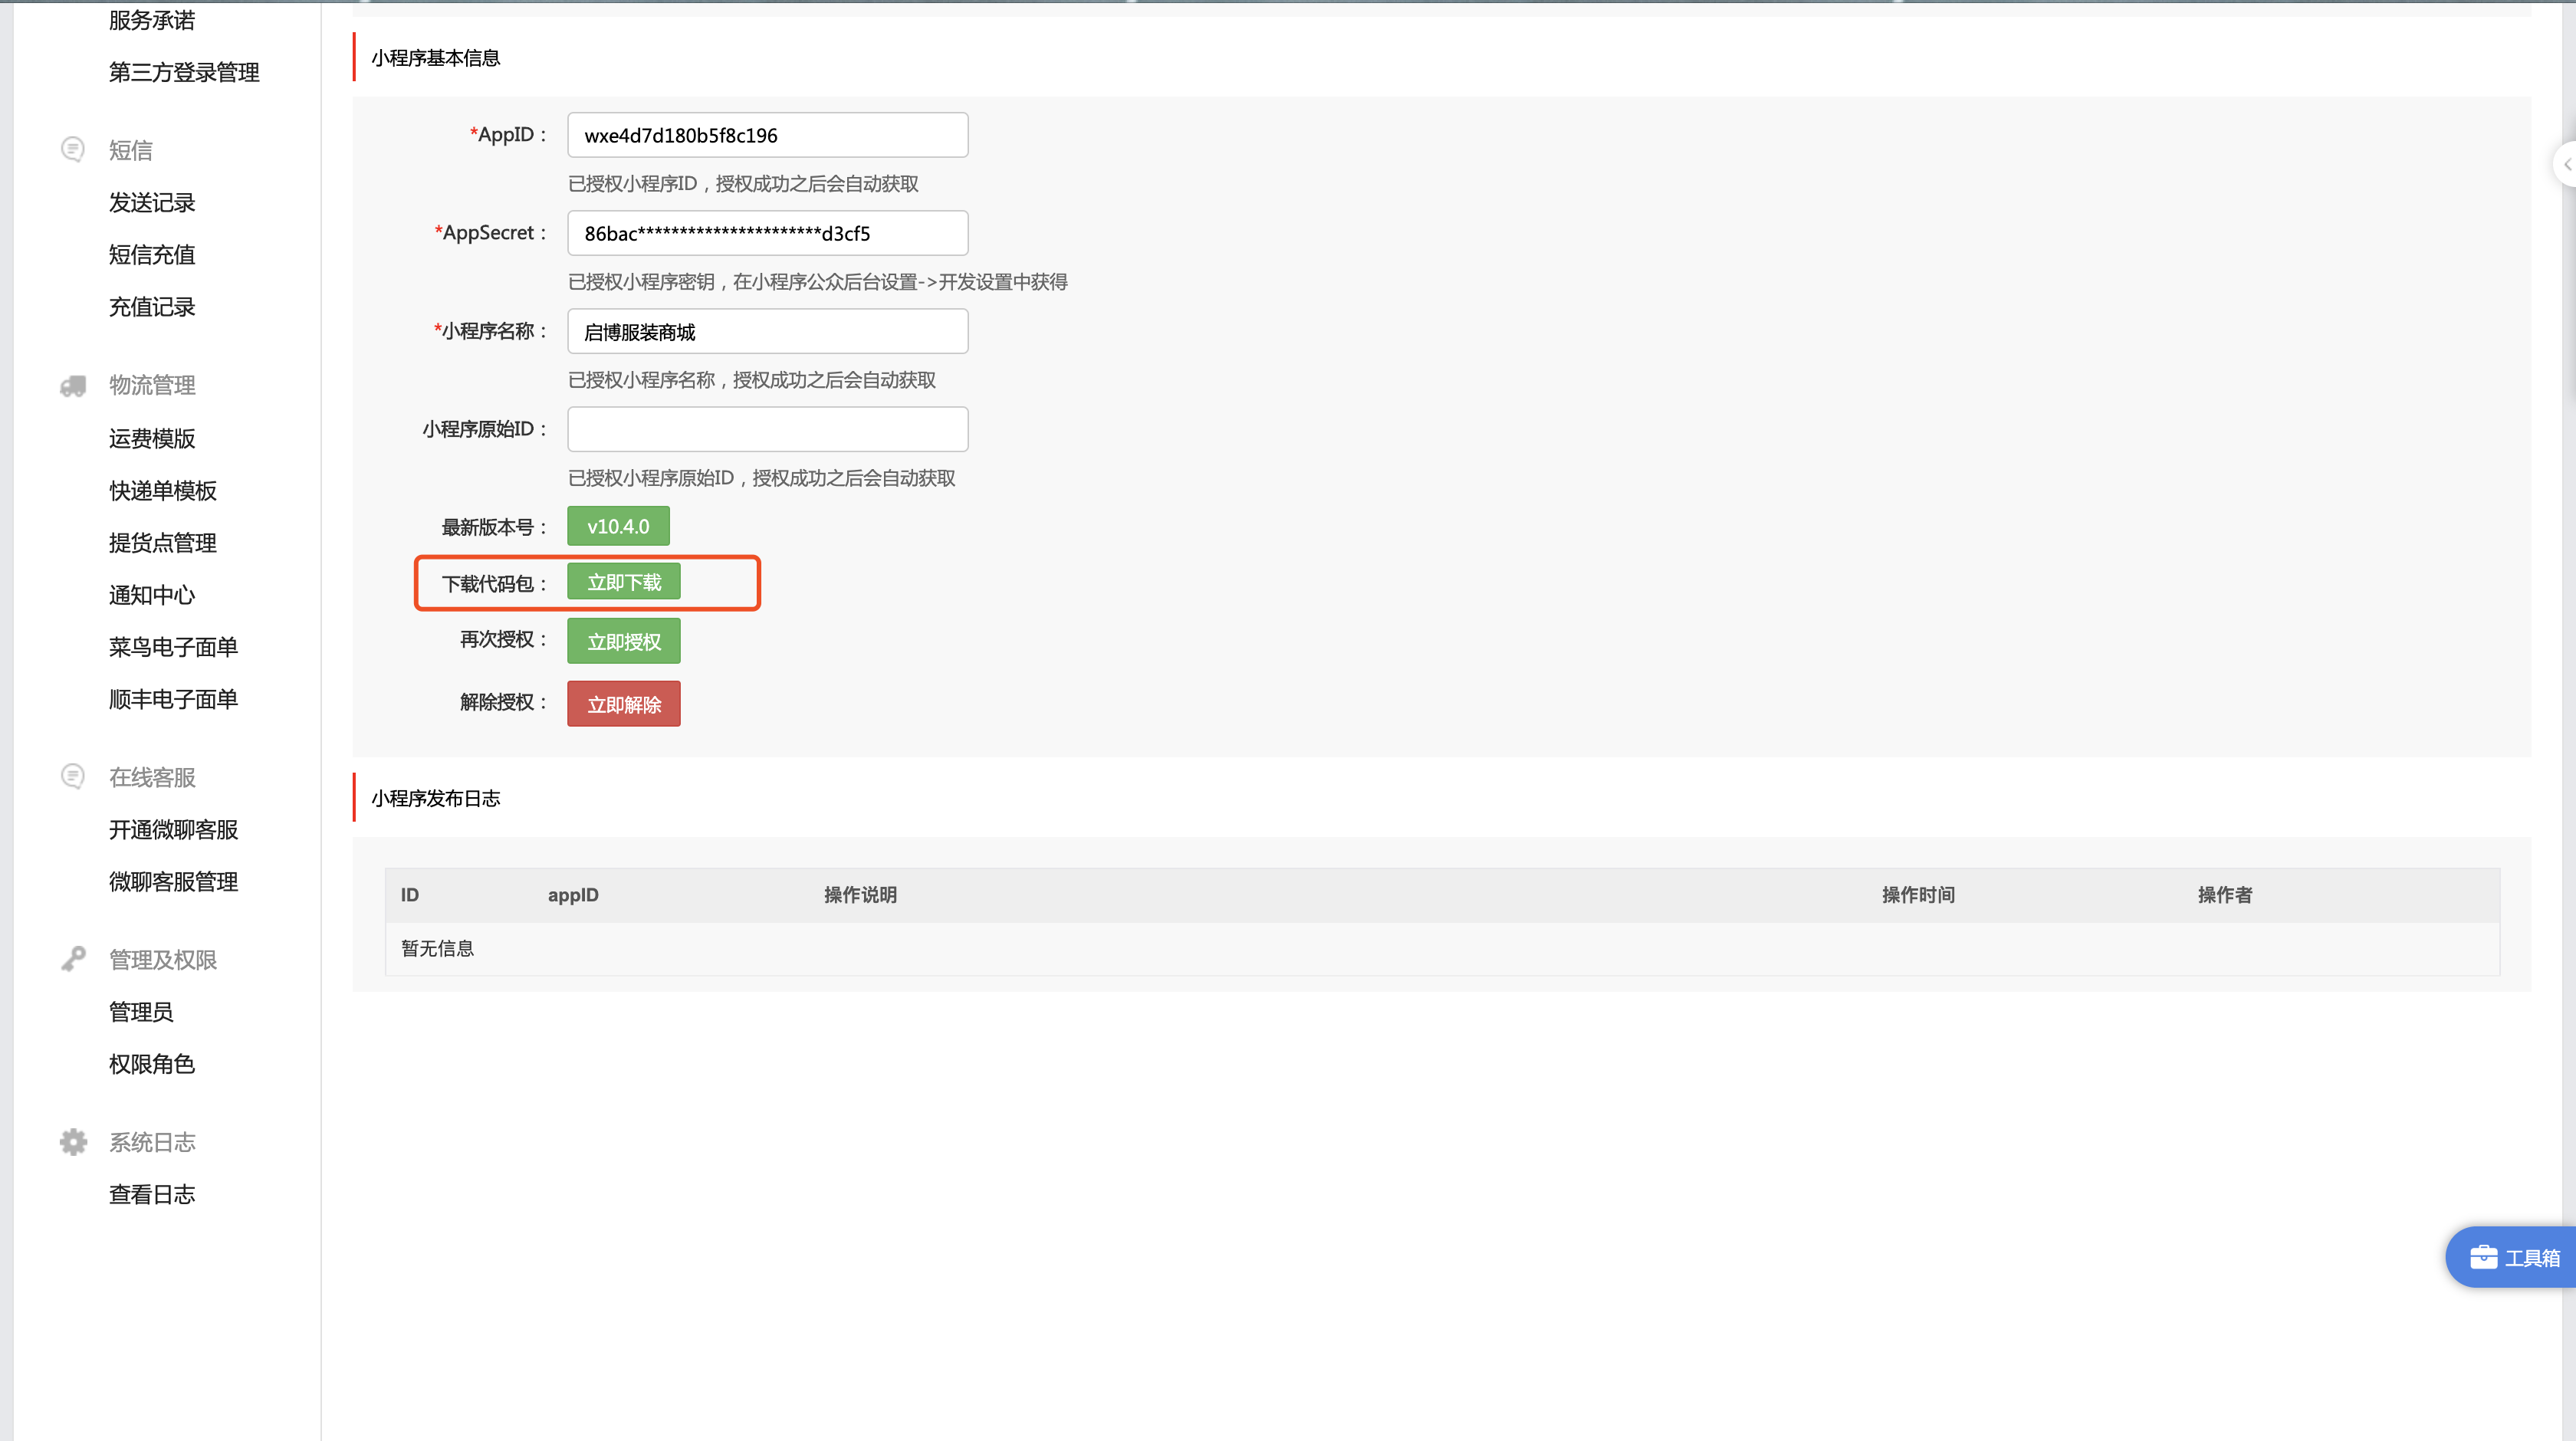 服务承诺
第三方登录管理
短信
发送记录
短信充值
充值记录
物流管理
运费模版
快递单模板
提货点管理
通知中心
菜鸟电子面单
顺丰电子面单
在线客服
开通微聊客服
微聊客服管理
管理及权限
管理员
权限角色
系统日志
查看日志
小程序基本信息
*AppID： wxe4d7d180b5f8c196
已授权小程序ID，授权成功之后会自动获取
*AppSecret： 86bac**********************d3cf5
已授权小程序密钥，在小程序公众后台设置->开发设置中获得
*小程序名称： 启博服装商城
已授权小程序名称，授权成功之后会自动获取
小程序原始ID：
已授权小程序原始ID，授权成功之后会自动获取
最新版本号： v10.4.0
下载代码包： 立即下载
再次授权： 立即授权
解除授权： 立即解除
小程序发布日志
ID appID 操作说明 操作时间 操作者
暂无信息
工具箱